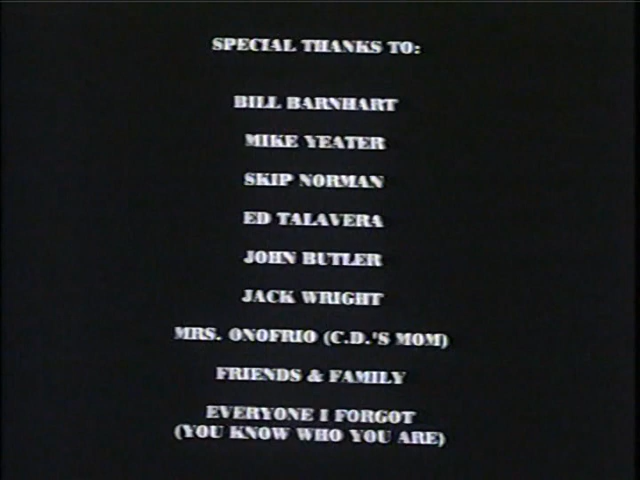 SPECIAL THANKS TO:
BILL BARNHART
MIKE YEATER
SKIP NORMAN
ED TALAVERA
JOHN BUTLER
JACK WRIGHT
MRS. ONOFRIO (C.D.'S MOM)
FRIENDS & FAMILY
EVERYONE I FORGOT
(YOU KNOW WHO YOU ARE)